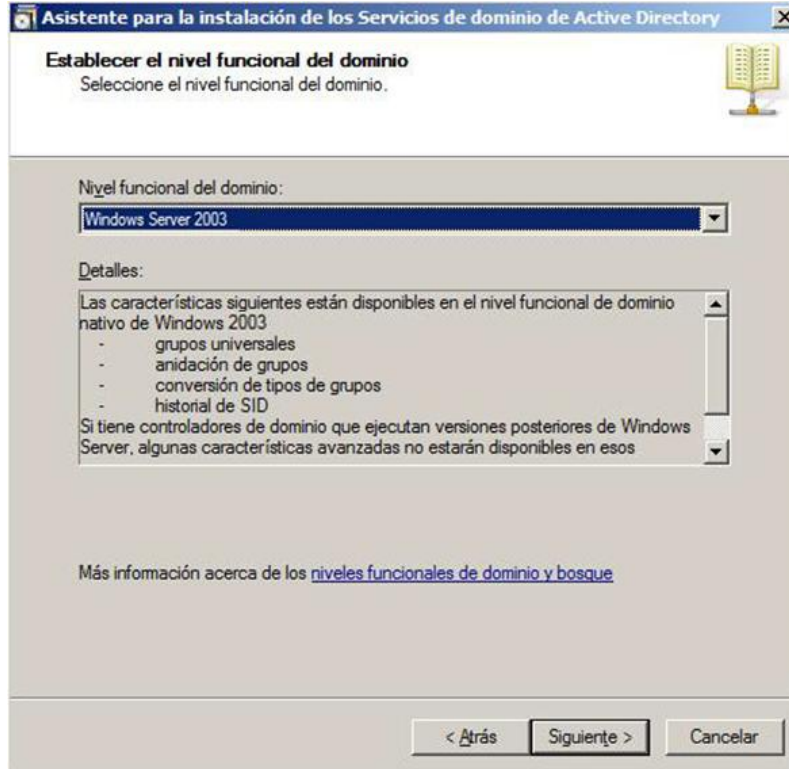 Asistente para la instalación de los Servicios de dominio de Active Directory
Establecer el nivel funcional del dominio
Seleccione el nivel funcional del dominio.
Nivel funcional del dominio:
Windows Server 2003
Detalles:
Las características siguientes están disponibles en el nivel funcional de dominio
nativo de Windows 2003
- grupos universales
- anidación de grupos
- conversión de tipos de grupos
- historial de SID
Si tiene controladores de dominio que ejecutan versiones posteriores de Windows
Server, algunas características avanzadas no estarán disponibles en esos
Más información acerca de los niveles funcionales de dominio y bosque
< Atrás Siguiente > Cancelar